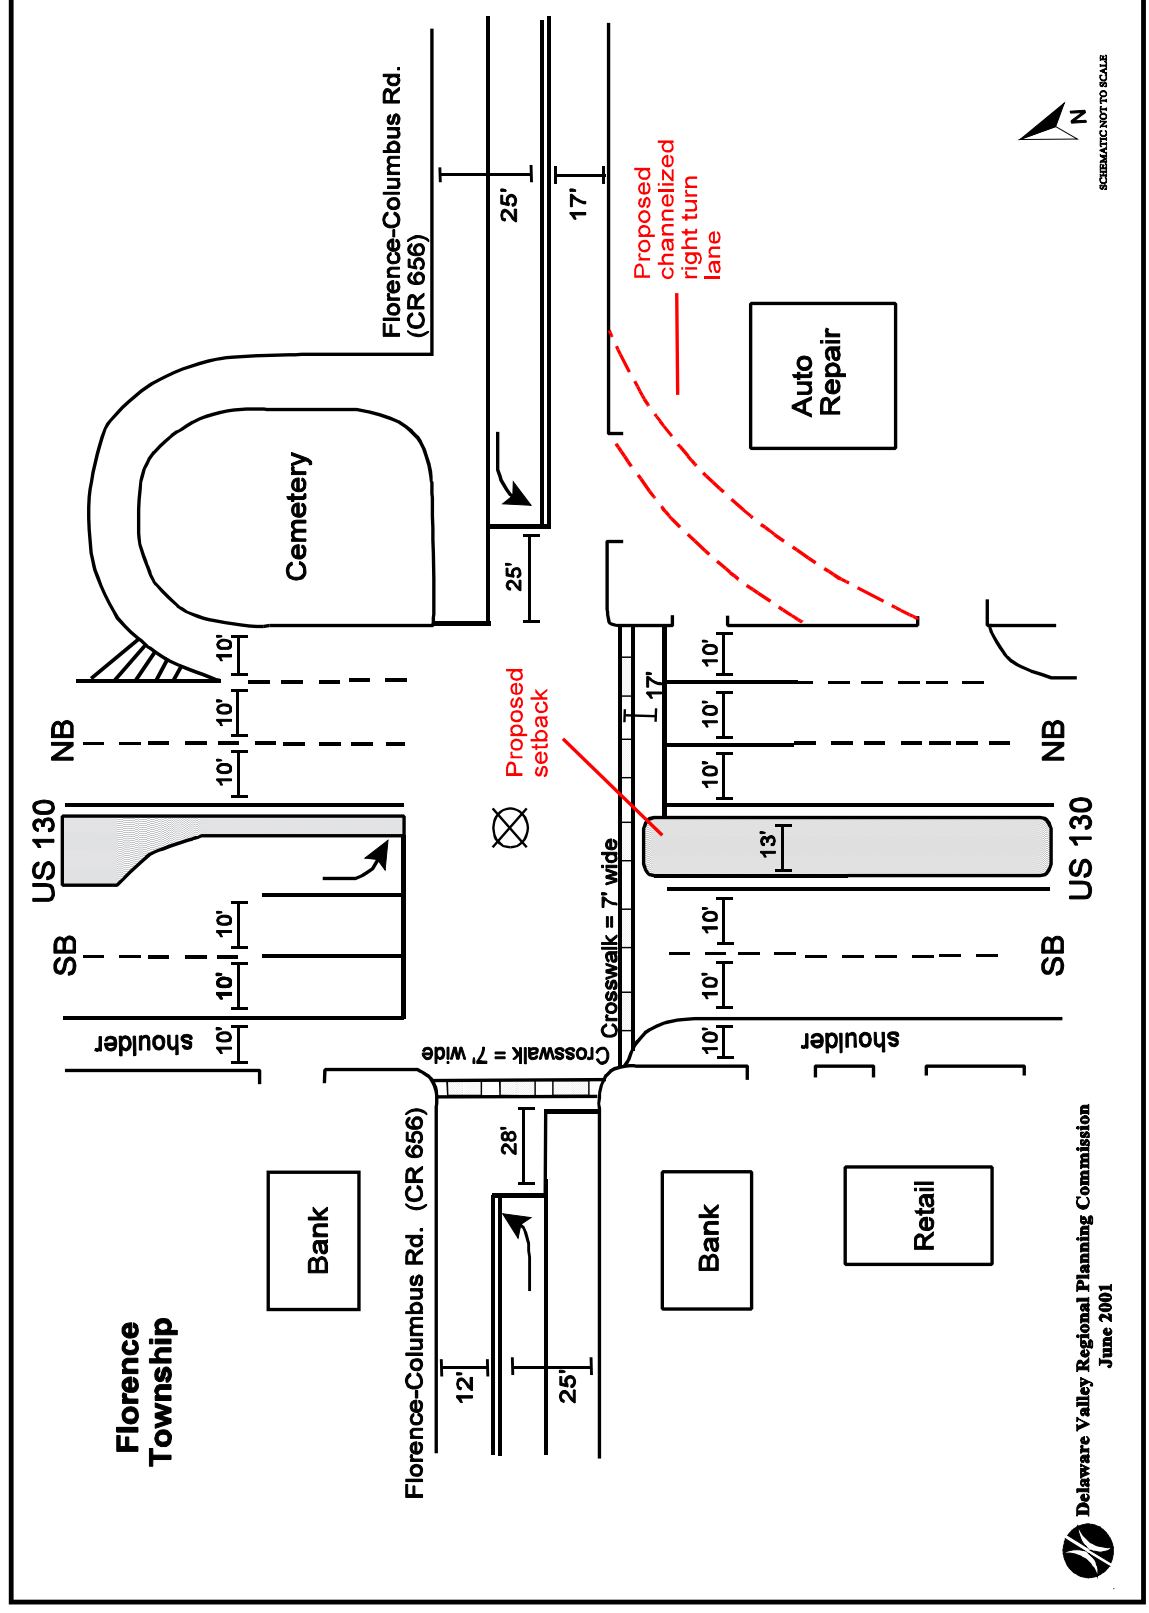 Florence
Township
Florence-Columbus Rd. (CR 656)
12'
25'
28'
Bank
Bank
Retail
shoulder
10'
10'
10'
SB
US 130
NB
10'
10'
10'
Cemetery
Florence-Columbus Rd.
(CR 656)
25'
17'
25'
Crosswalk = 7' wide
Crosswalk = 7' wide
Proposed
setback
17'
13'
shoulder
10'
10'
10'
10'
10'
10'
SB
US 130
NB
Proposed
channelized
right turn
lane
Auto
Repair
N
SCHEMATIC NOT TO SCALE
Delaware Valley Regional Planning Commission
June 2001